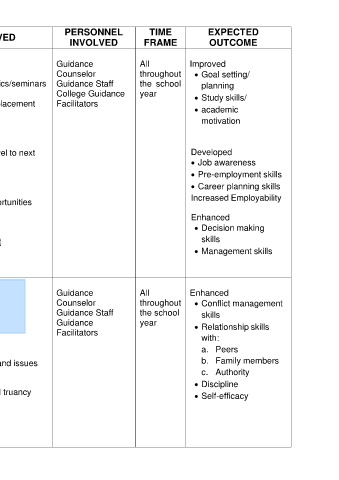 VED
PERSONNEL
INVOLVED
TIME
FRAME
EXPECTED
OUTCOME
ics/seminars
lacement
vel to next
ortunities
Guidance
Counselor
Guidance Staff
College Guidance
Facilitators
All
throughout
the school
year
Improved
• Goal setting/
planning
• Study skills/
• academic
motivation
Developed
• Job awareness
• Pre-employment skills
• Career planning skills
Increased Employability
Enhanced
• Decision making
skills
• Management skills
and issues
d truancy
Guidance
Counselor
Guidance Staff
Guidance
Facilitators
All
throughout
the school
year
Enhanced
• Conflict management
skills
• Relationship skills
with:
a. Peers
b. Family members
c. Authority
• Discipline
• Self-efficacy